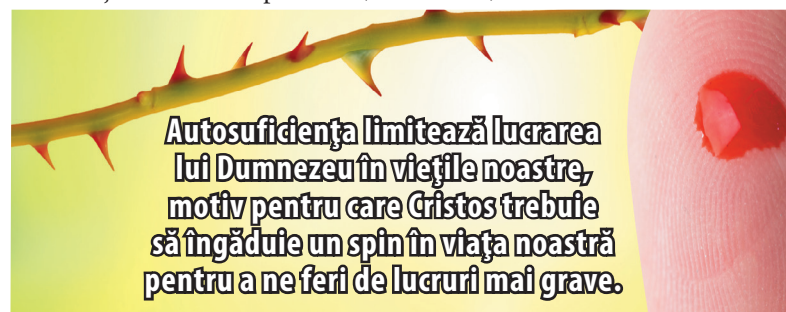 Autosuficienţa limitează lucrarea
lui Dumnezeu în vieţile noastre,
motiv pentru care Cristos trebuie
să îngăduie un spin în viaţa noastră
pentru a ne feri de lucruri mai grave.